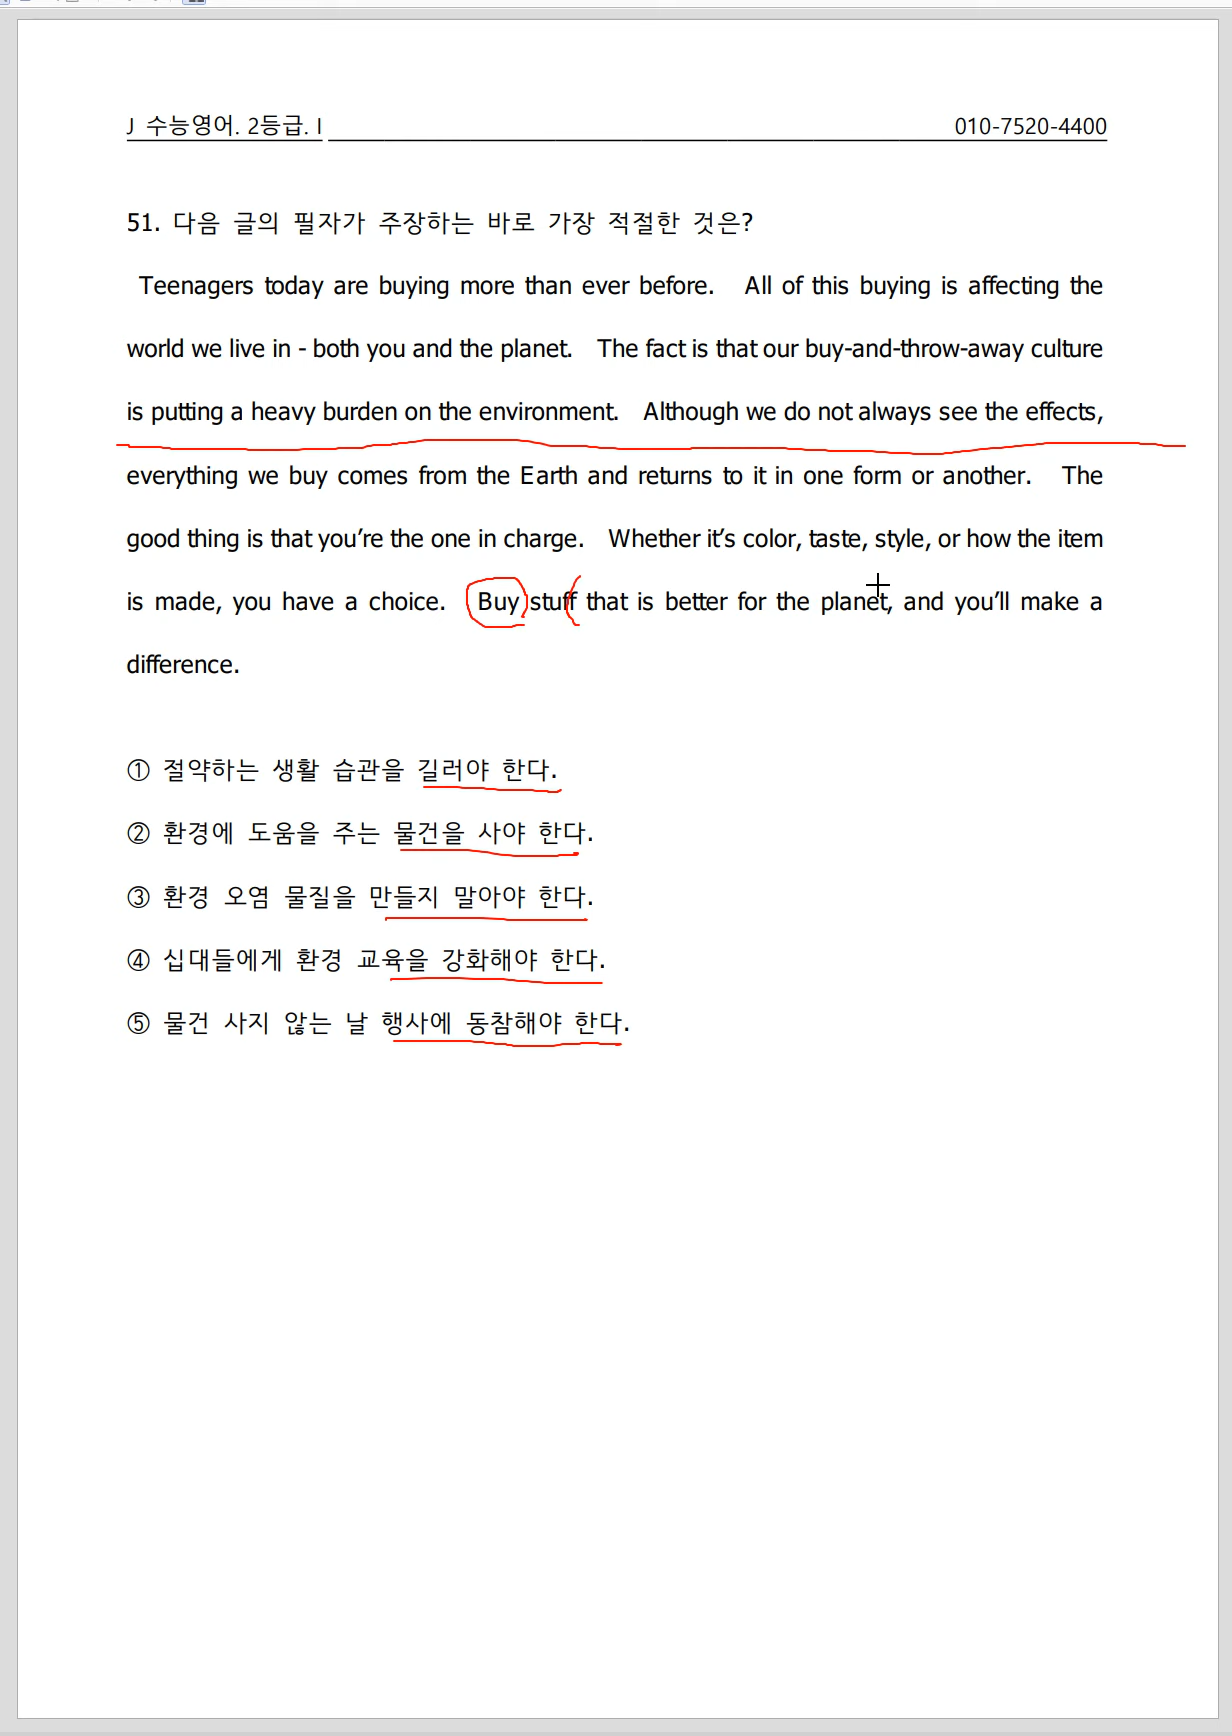 J 수능영어. 2등급. I 010-7520-4400
51. 다음 글의 필자가 주장하는 바로 가장 적절한 것은?
Teenagers today are buying more than ever before. All of this buying is affecting the
world we live in - both you and the planet. The fact is that our buy-and-throw-away culture
is putting a heavy burden on the environment. Although we do not always see the effects,
everything we buy comes from the Earth and returns to it in one form or another. The
good thing is that you’re the one in charge. Whether it’s color, taste, style, or how the item
is made, you have a choice. Buy stuff that is better for the planet, and you’ll make a
difference.
① 절약하는 생활 습관을 길러야 한다.
② 환경에 도움을 주는 물건을 사야 한다.
③ 환경 오염 물질을 만들지 말아야 한다.
④ 십대들에게 환경 교육을 강화해야 한다.
⑤ 물건 사지 않는 날 행사에 동참해야 한다.